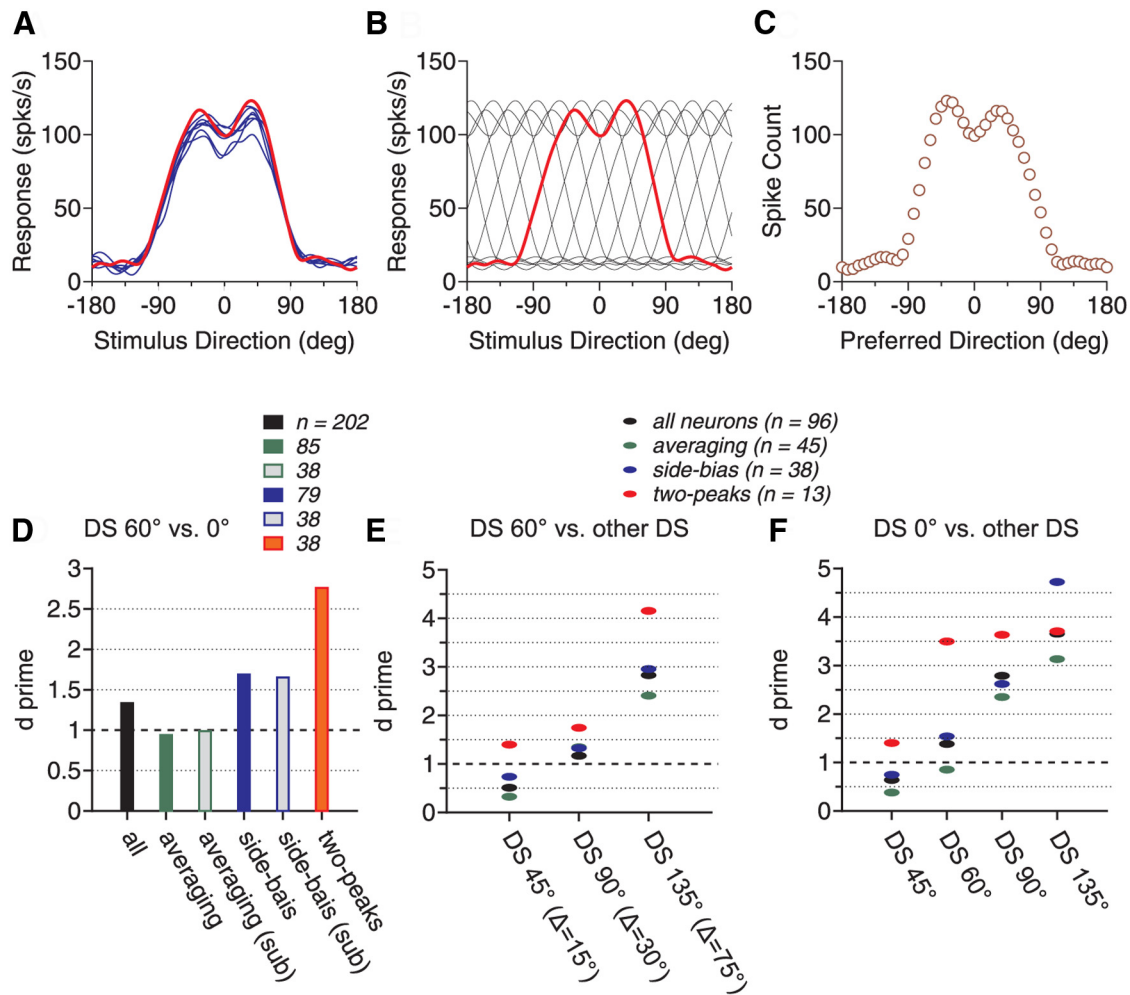 A
B
C
150
100
50
0
Response (spks/s)
-180 -90 0 90 180
Stimulus Direction (deg)
150
100
50
0
Response (spks/s)
-180 -90 0 90 180
Stimulus Direction (deg)
150
100
50
0
Spike Count
-180 -90 0 90 180
Preferred Direction (deg)
n = 202
85
38
79
38
38
all neurons (n = 96)
averaging (n = 45)
side-bias (n = 38)
two-peaks (n = 13)
D
DS 60° vs. 0°
3
2.5
2
1.5
1
0.5
0
d prime
all
averaging
averaging (sub)
side-bais
side-bais (sub)
two-peaks
E
DS 60° vs. other DS
5
4
3
2
1
0
d prime
DS 45° (Δ=15°)
DS 90° (Δ=30°)
DS 135° (Δ=75°)
F
DS 0° vs. other DS
5
4
3
2
1
0
d prime
DS 45°
DS 60°
DS 90°
DS 135°